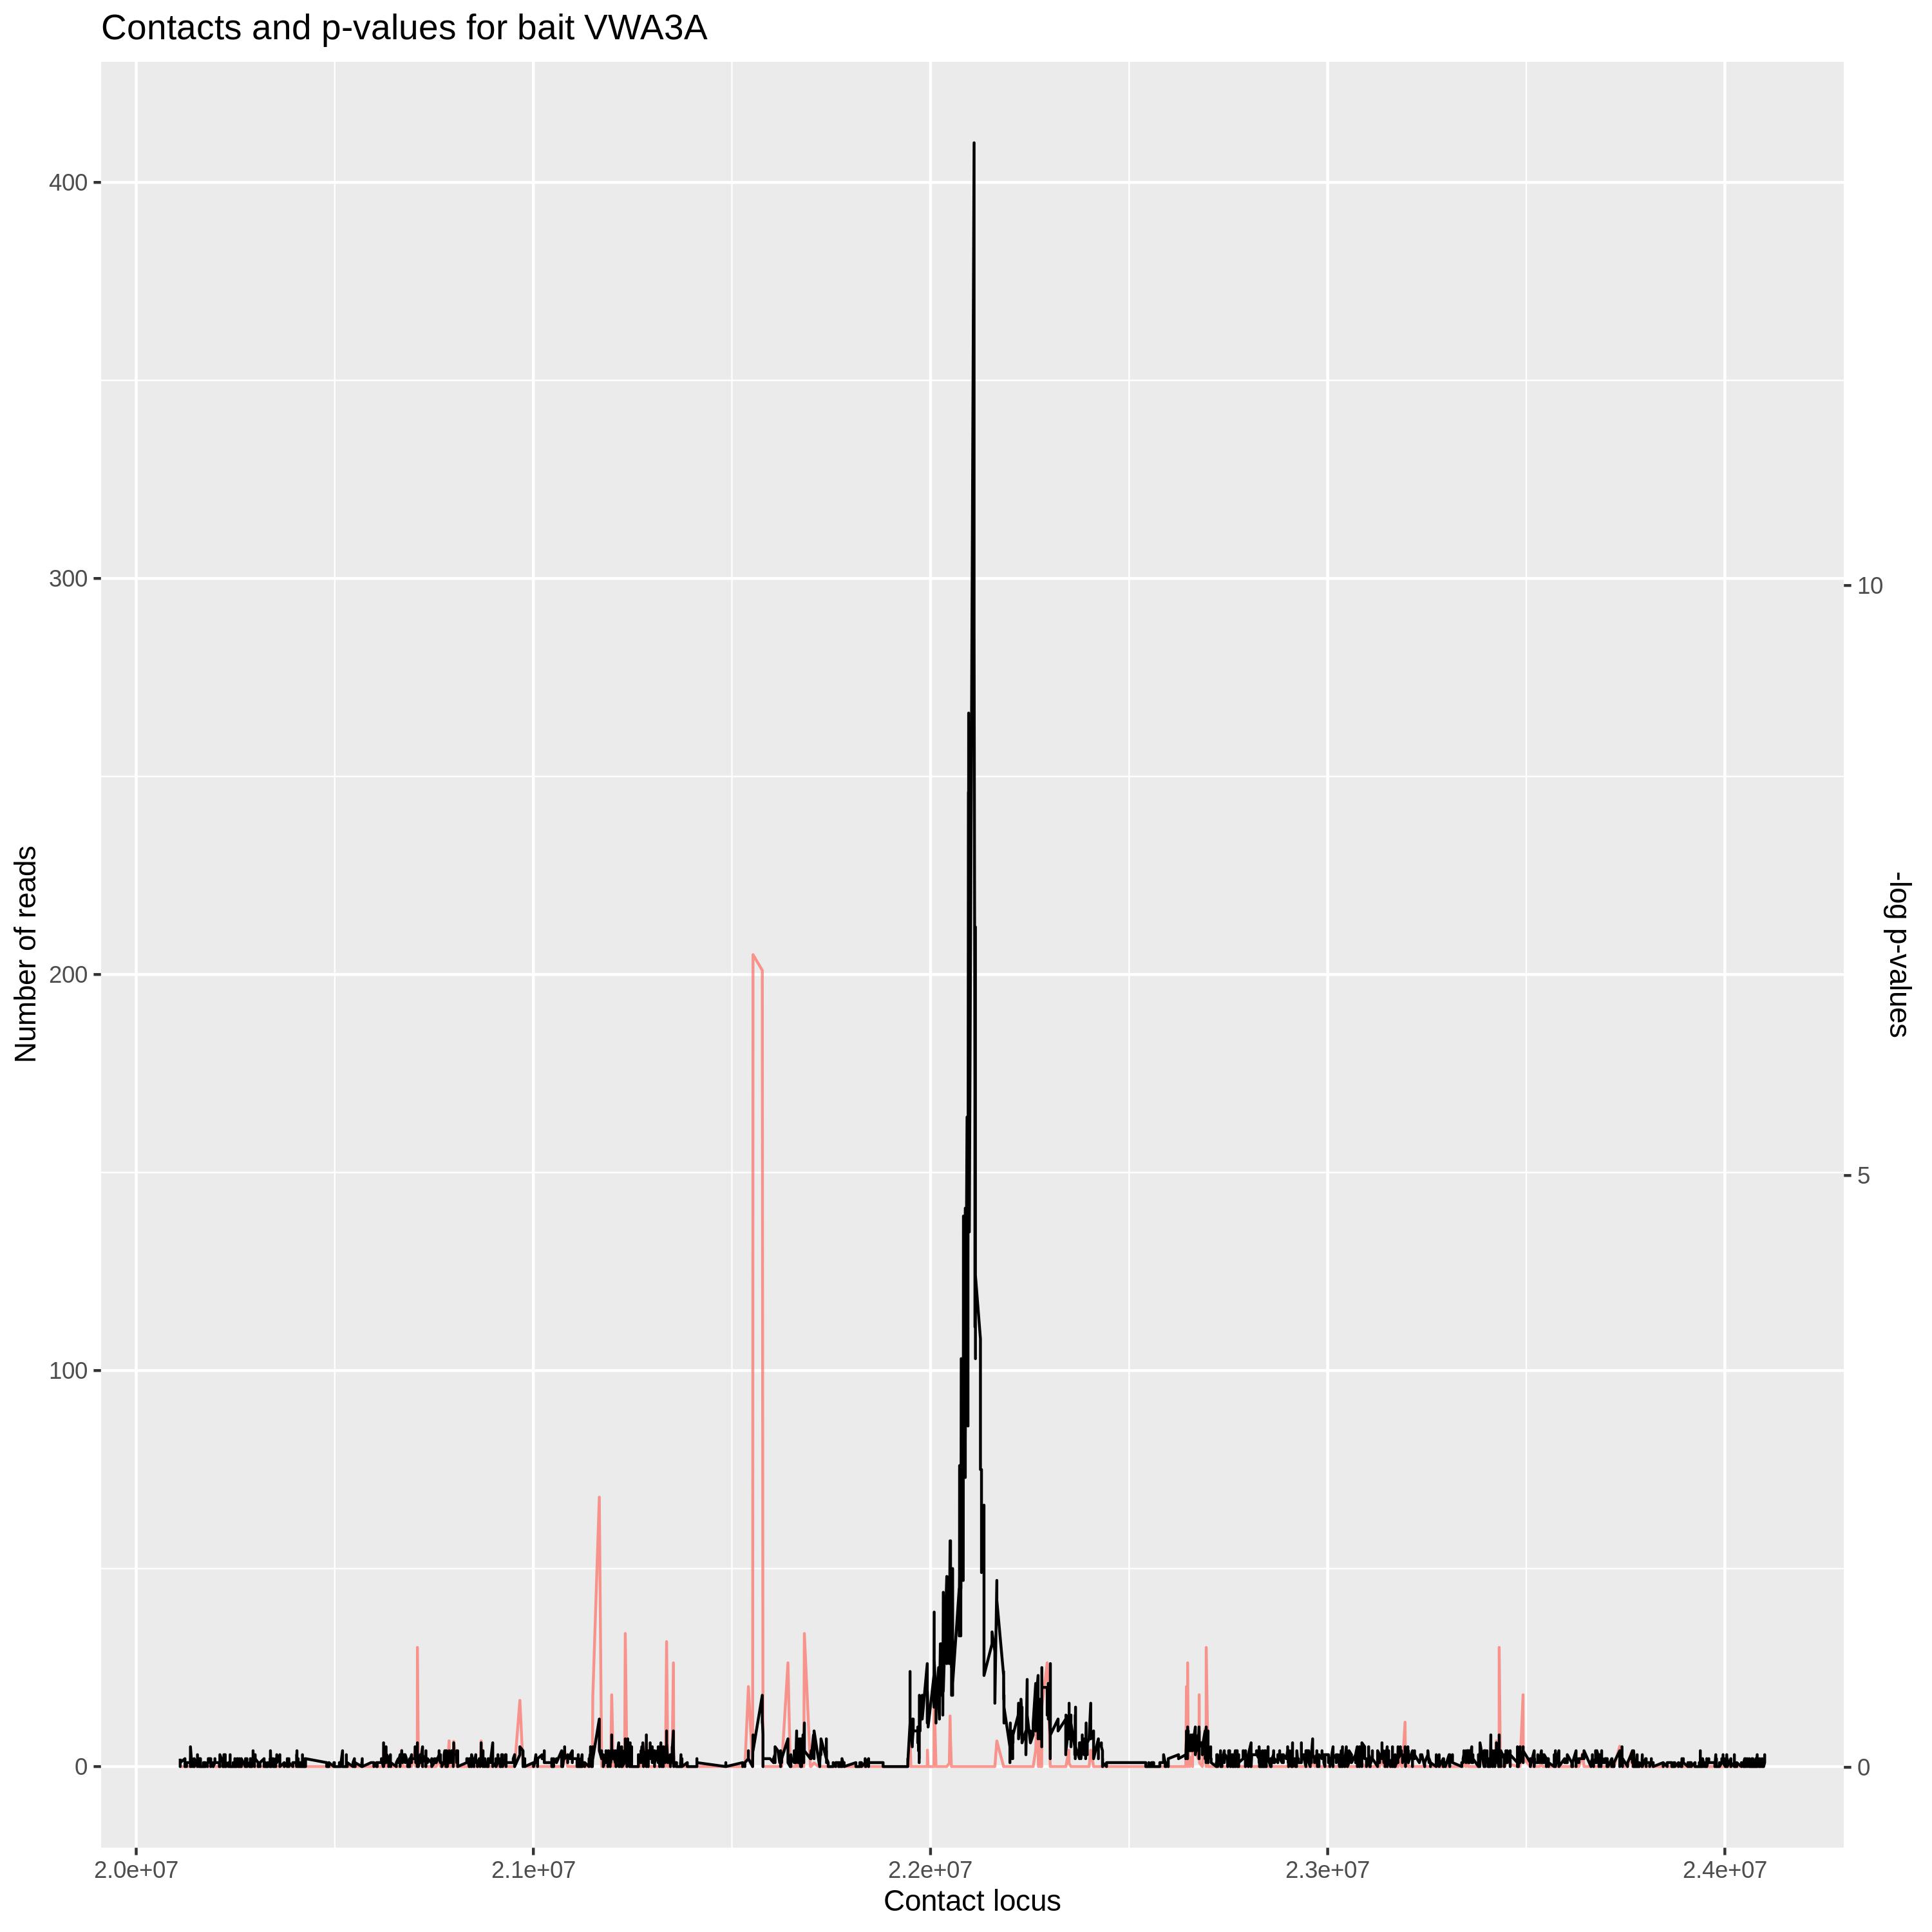 Contacts and p-values for bait VWA3A
400
300
200
100
0
Number of reads
10
5
0
-log p-values
2.0e+07
2.1e+07
2.2e+07
2.3e+07
2.4e+07
Contact locus